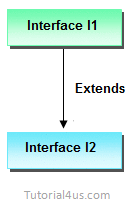 Interface I1
Extends
Interface I2
Tutorial4us.com